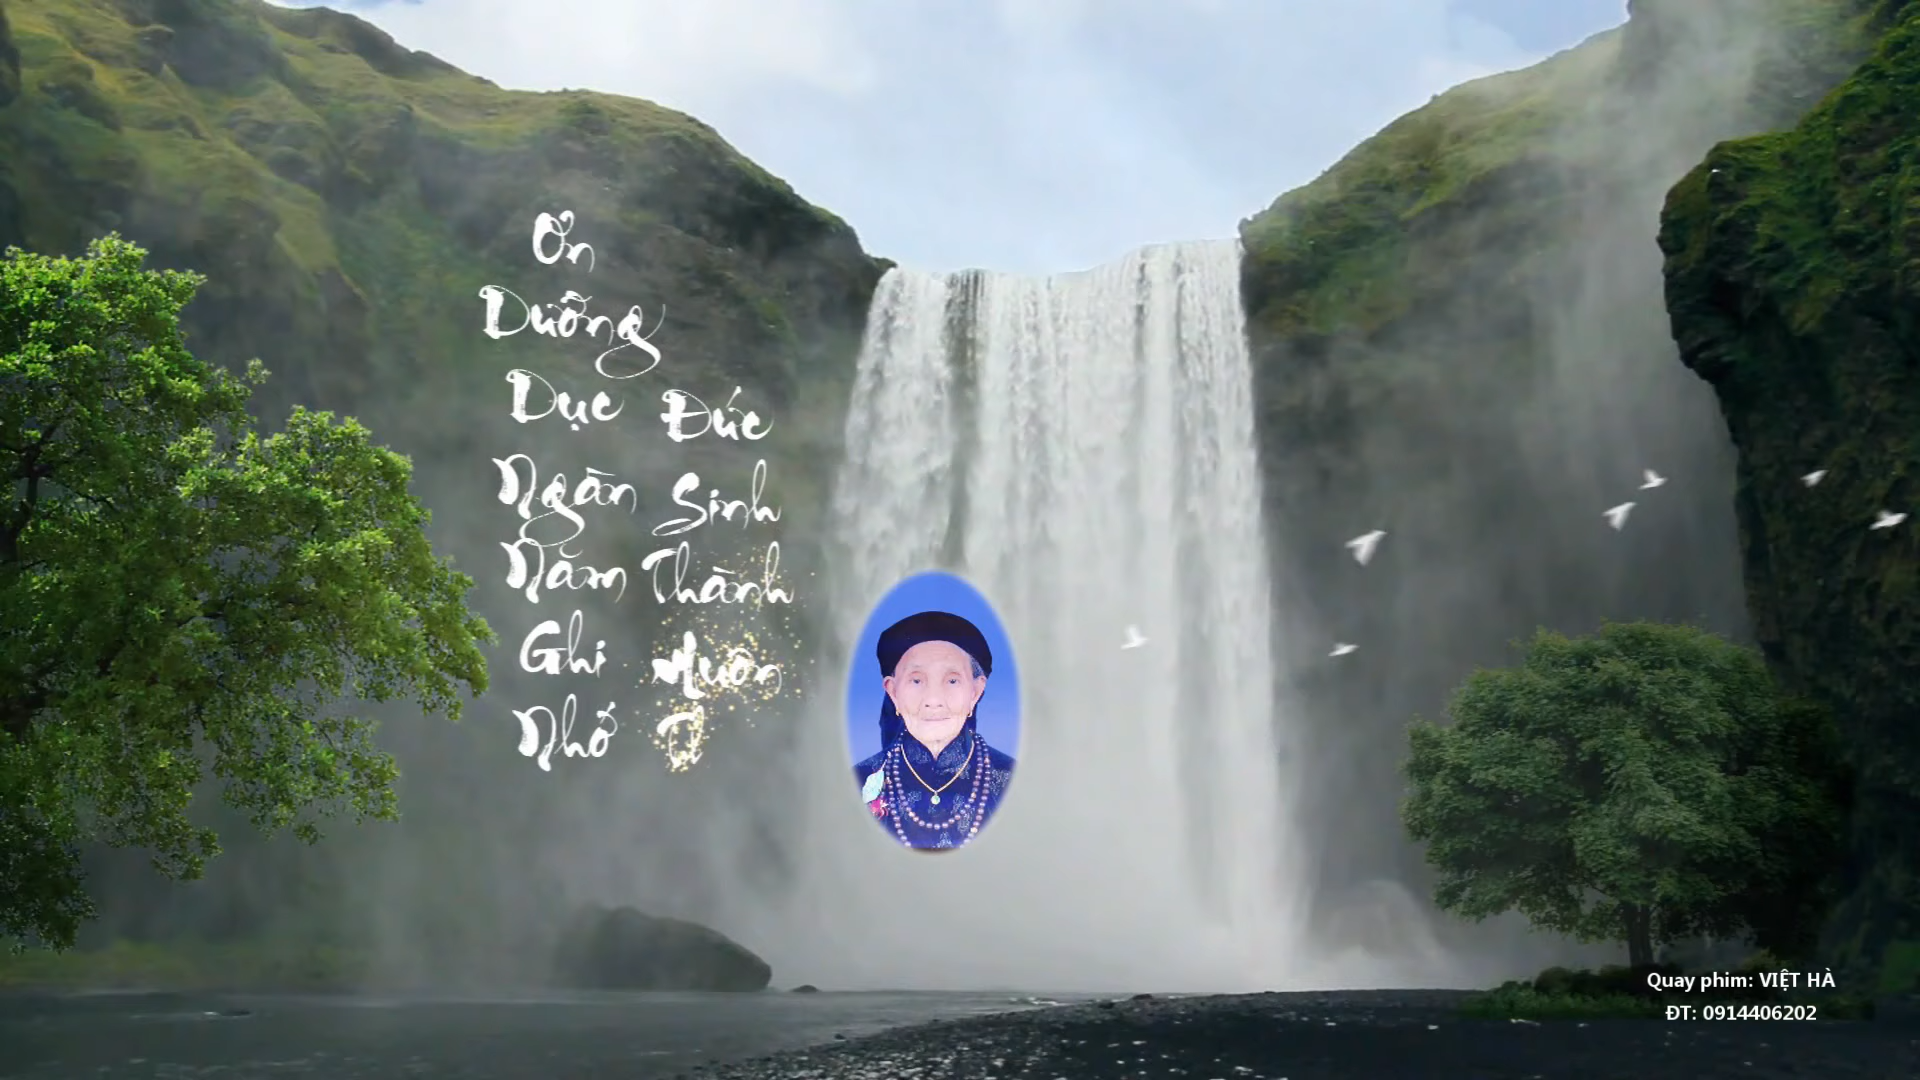 Ơn
Dưỡng
Dục
Ngàn
Năm
Ghi
Nhớ
Đức
Sinh
Thành
Muôn
Quay phim: VIỆT HÀ
ĐT: 0914406202